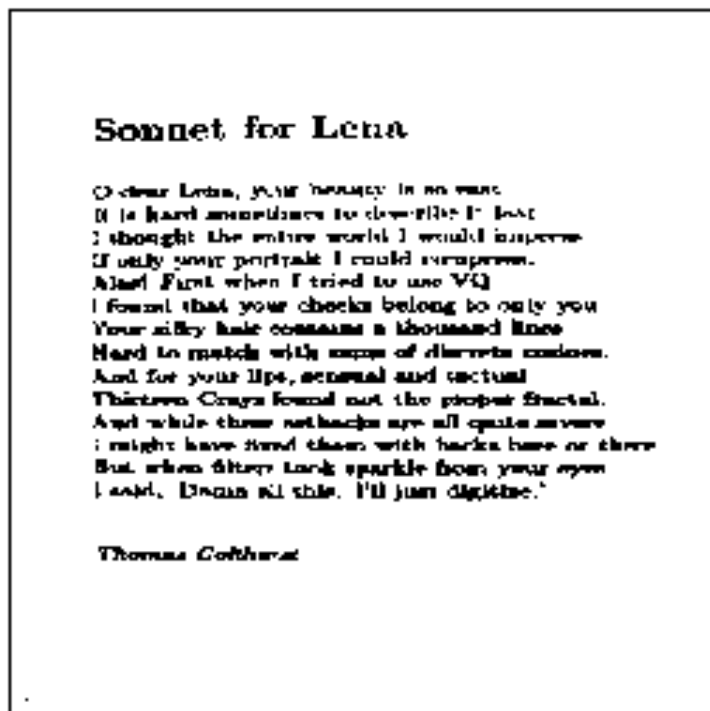 Sonnet for Lena
O dear Lena, your beauty is so vast
It is hard sometimes to describe it fast.
I thought the entire world I would impress
If only your portrait I could compress.
Alas! First when I tried to use VQ
I found that your cheeks belong to only you
Your silky hair contains a thousand lines
Hard to match with sums of discrete cosines.
And for your lips, sensual and tactual
Thirteen Crays found not the proper fractal.
And while these setbacks are all quite severe
I might have fixed them with hacks here or there
But when filters took sparkle from your eyes
I said, 'Damn all this. I'll just digitize.'
Thomas Colthurst